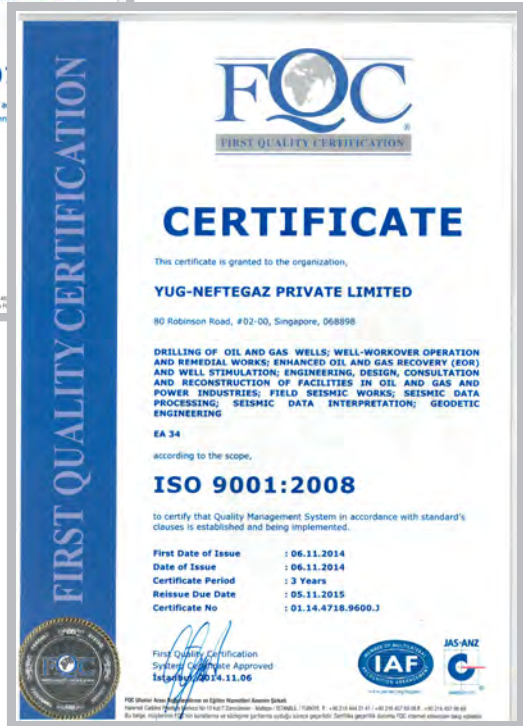 FIRST QUALITY CERTIFICATION
FQC
®
FIRST QUALITY CERTIFICATION
CERTIFICATE
This certificate is granted to the organization,
YUG-NEFTEGAZ PRIVATE LIMITED
80 Robinson Road, #02-00, Singapore, 068898
DRILLING OF OIL AND GAS WELLS; WELL-WORKOVER OPERATION
AND REMEDIAL WORKS; ENHANCED OIL AND GAS RECOVERY (EOR)
AND WELL STIMULATION; ENGINEERING, DESIGN, CONSULTATION
AND RECONSTRUCTION OF FACILITIES IN OIL AND GAS AND
POWER INDUSTRIES; FIELD SEISMIC WORKS; SEISMIC DATA
PROCESSING; SEISMIC DATA INTERPRETATION; GEODETIC
ENGINEERING
EA 34
according to the scope,
ISO 9001:2008
to certify that Quality Management System in accordance with standard's
clauses is established and being implemented.
First Date of Issue : 06.11.2014
Date of Issue : 06.11.2014
Certificate Period : 3 Years
Reissue Due Date : 05.11.2015
Certificate No : 01.14.4718.9600.J
First Quality Certification
System Certificate Approved
İstanbul, 2014.11.06
FQC
IAF
JAS-ANZ